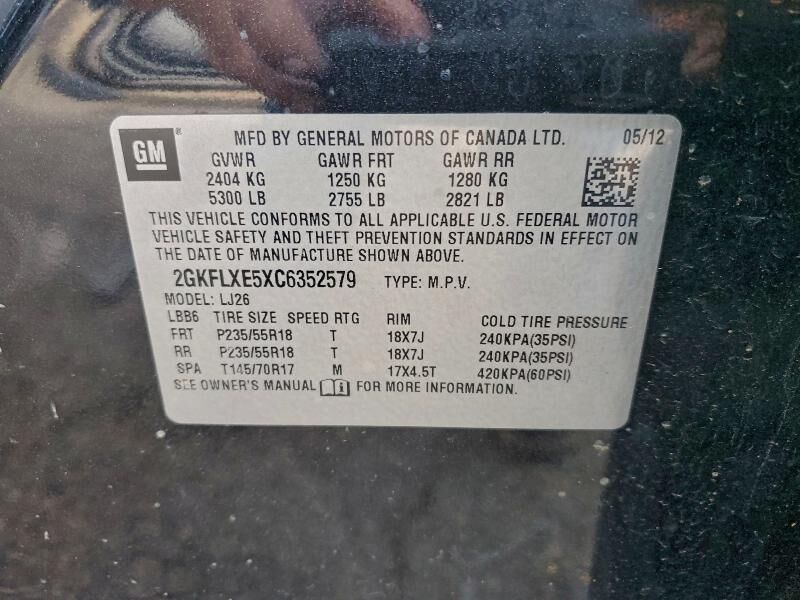 GM® MFD BY GENERAL MOTORS OF CANADA LTD. 05/12
GVWR GAWR FRT GAWR RR
2404 KG 1250 KG 1280 KG
5300 LB 2755 LB 2821 LB
THIS VEHICLE CONFORMS TO ALL APPLICABLE U.S. FEDERAL MOTOR
VEHICLE SAFETY AND THEFT PREVENTION STANDARDS IN EFFECT ON
THE DATE OF MANUFACTURE SHOWN ABOVE.
2GKFLXE5XC6352579 TYPE: M.P.V.
MODEL: LJ26
LBB6 TIRE SIZE SPEED RTG RIM COLD TIRE PRESSURE
FRT P235/55R18 T 18X7J 240KPA(35PSI)
RR P235/55R18 T 18X7J 240KPA(35PSI)
SPA T145/70R17 M 17X4.5T 420KPA(60PSI)
SEE OWNER'S MANUAL FOR MORE INFORMATION.